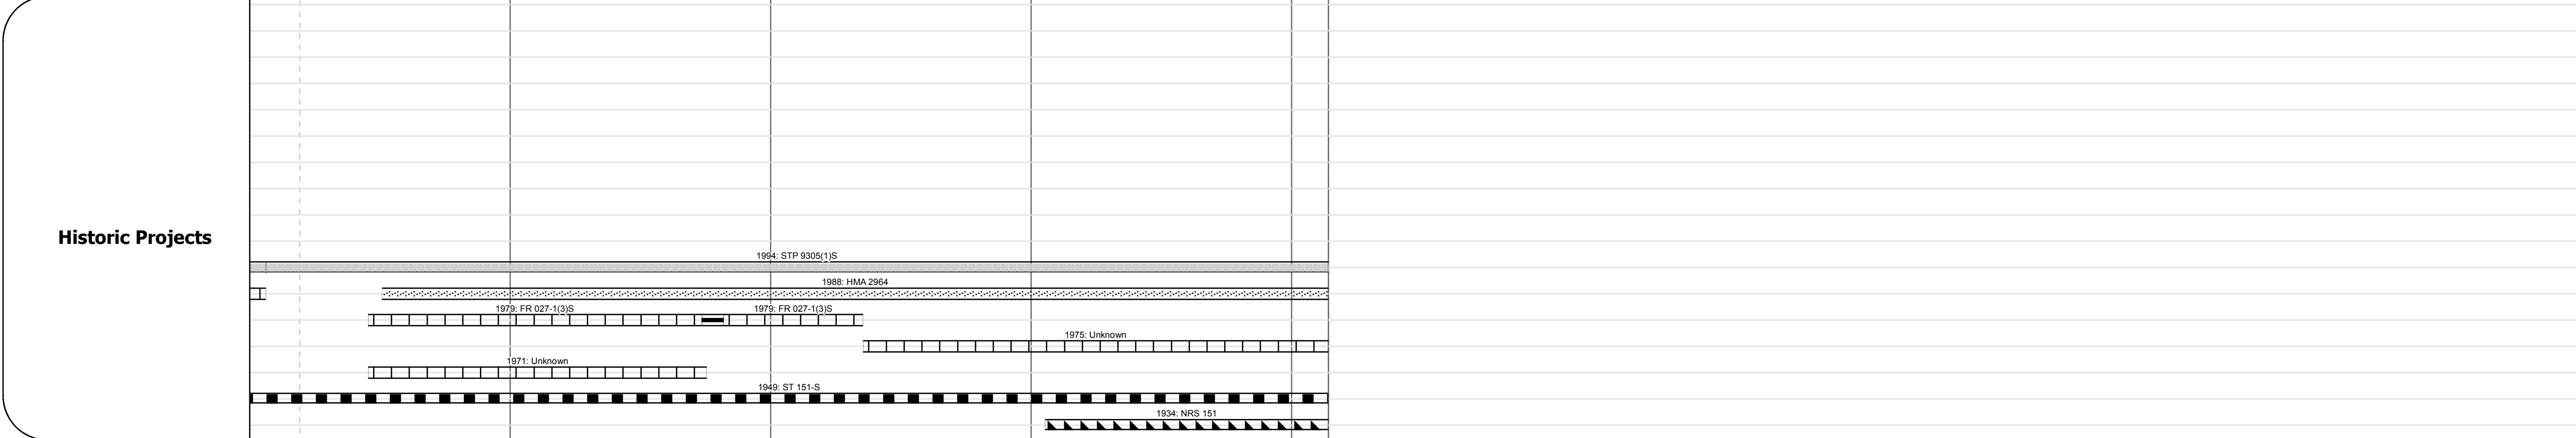 Historic Projects
1994: STP 9305(1)S
1988: HMA 2964
1979: FR 027-1(3)S
1979: FR 027-1(3)S
1975: Unknown
1971: Unknown
1949: ST 151-S
1934: NRS 151